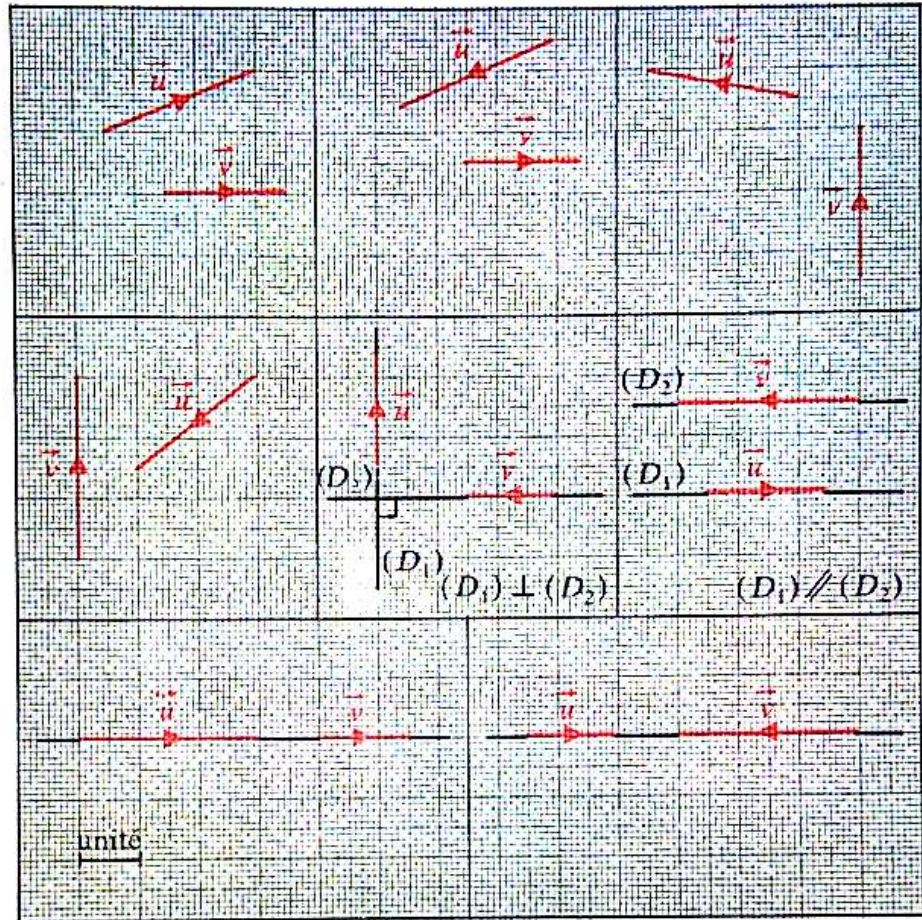 u⃗
v⃗
u⃗
v⃗
u⃗
v⃗
v⃗
u⃗
u⃗
(D₂)
v⃗
(D₁)
(D₁) ⊥ (D₂)
(D₂)
v⃗
(D₁)
u⃗
(D₁) ⫽ (D₂)
u⃗
v⃗
u⃗
v⃗
unité